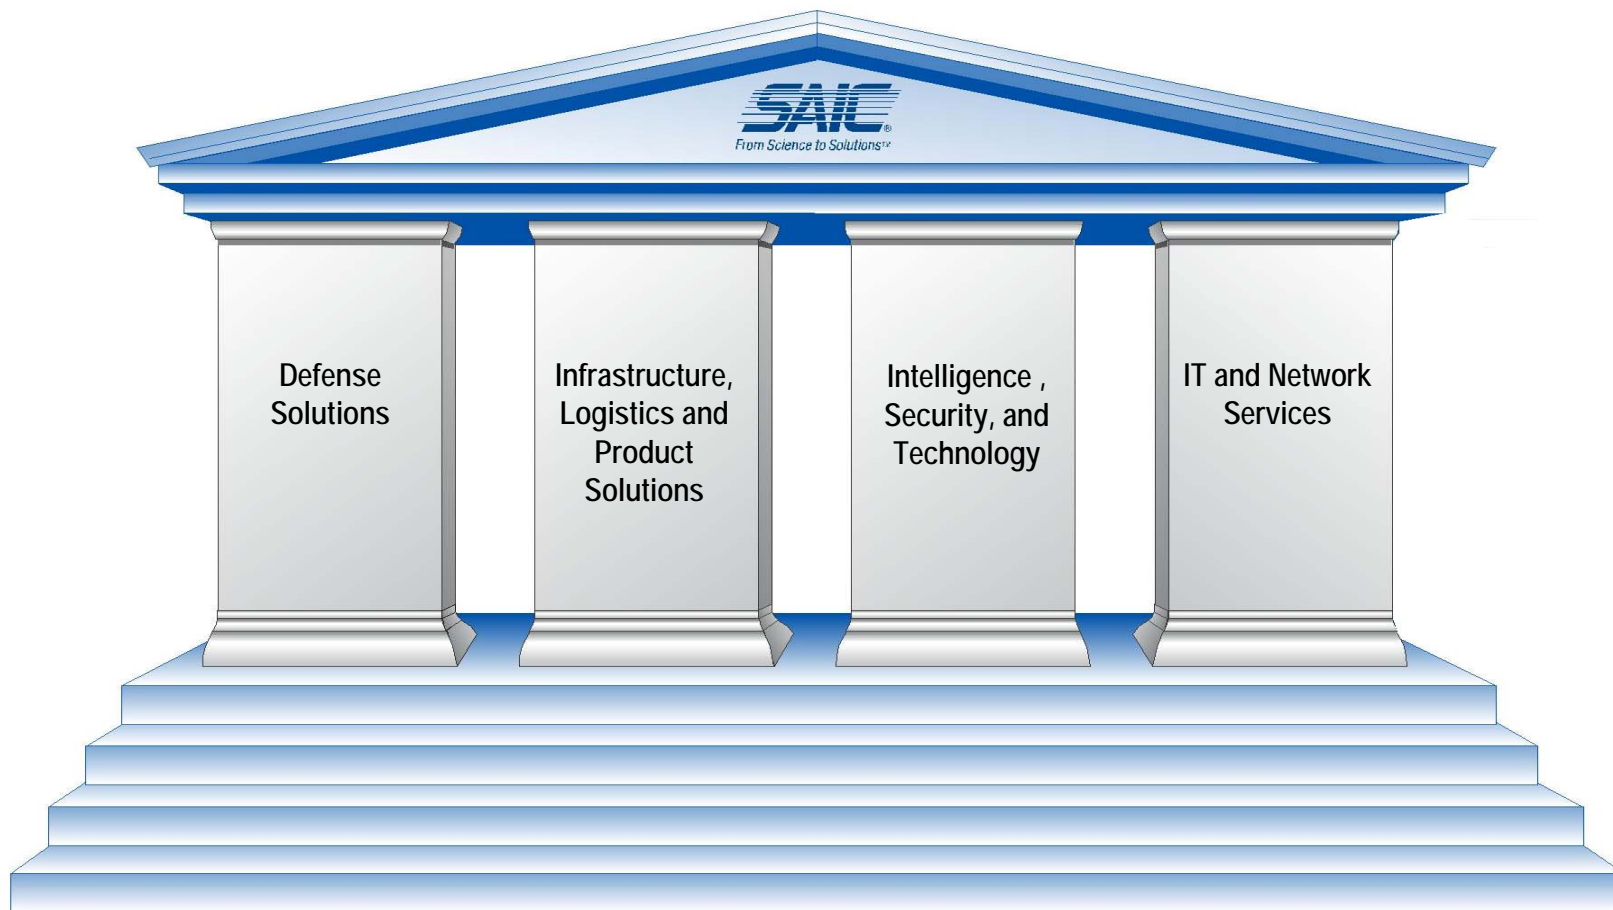 SAIC®
From Science to Solutions™
Defense
Solutions
Infrastructure,
Logistics and
Product
Solutions
Intelligence ,
Security, and
Technology
IT and Network
Services